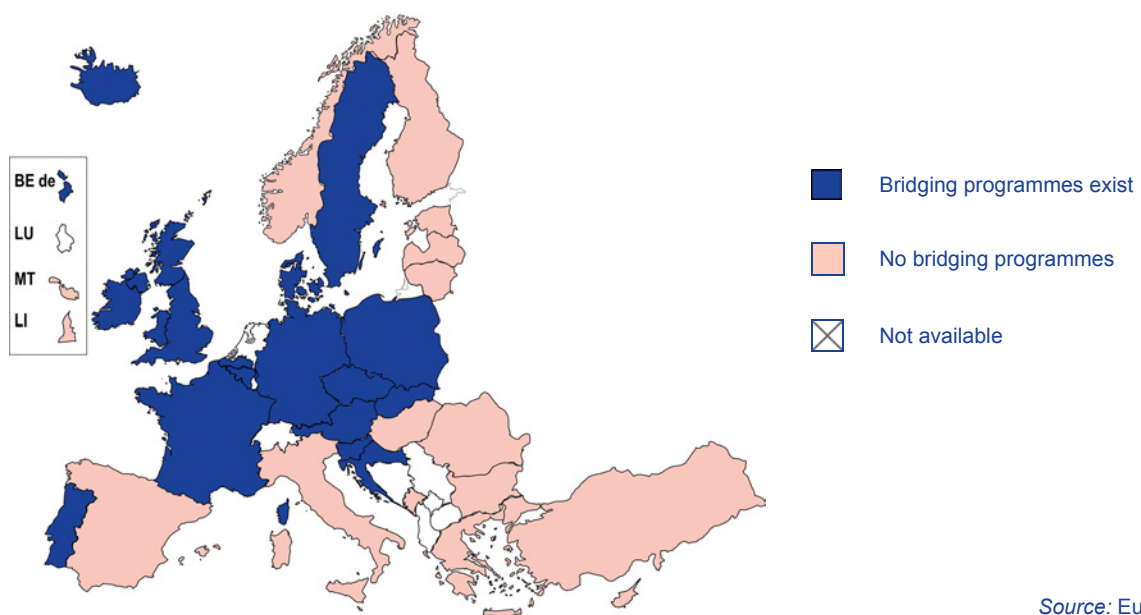 BE de
LU
MT
LI
Bridging programmes exist
No bridging programmes
Not available
Source: Eu